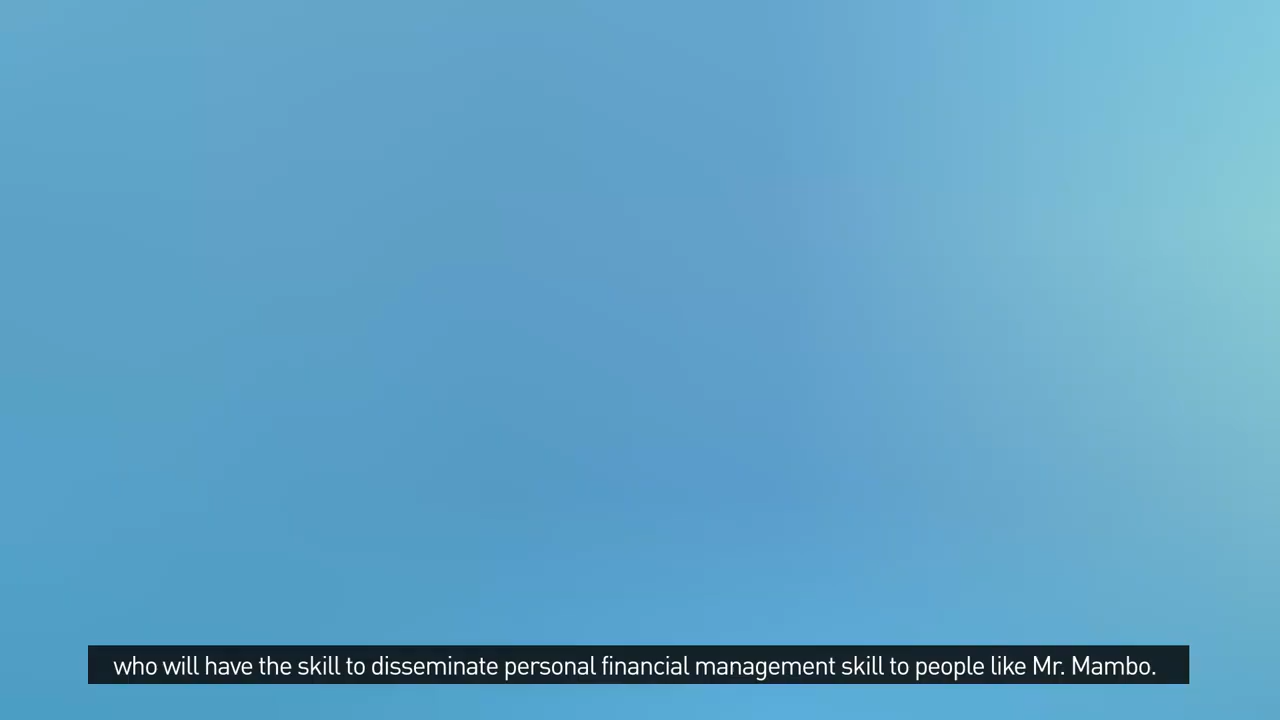 who will have the skill to disseminate personal financial management skill to people like Mr. Mambo.